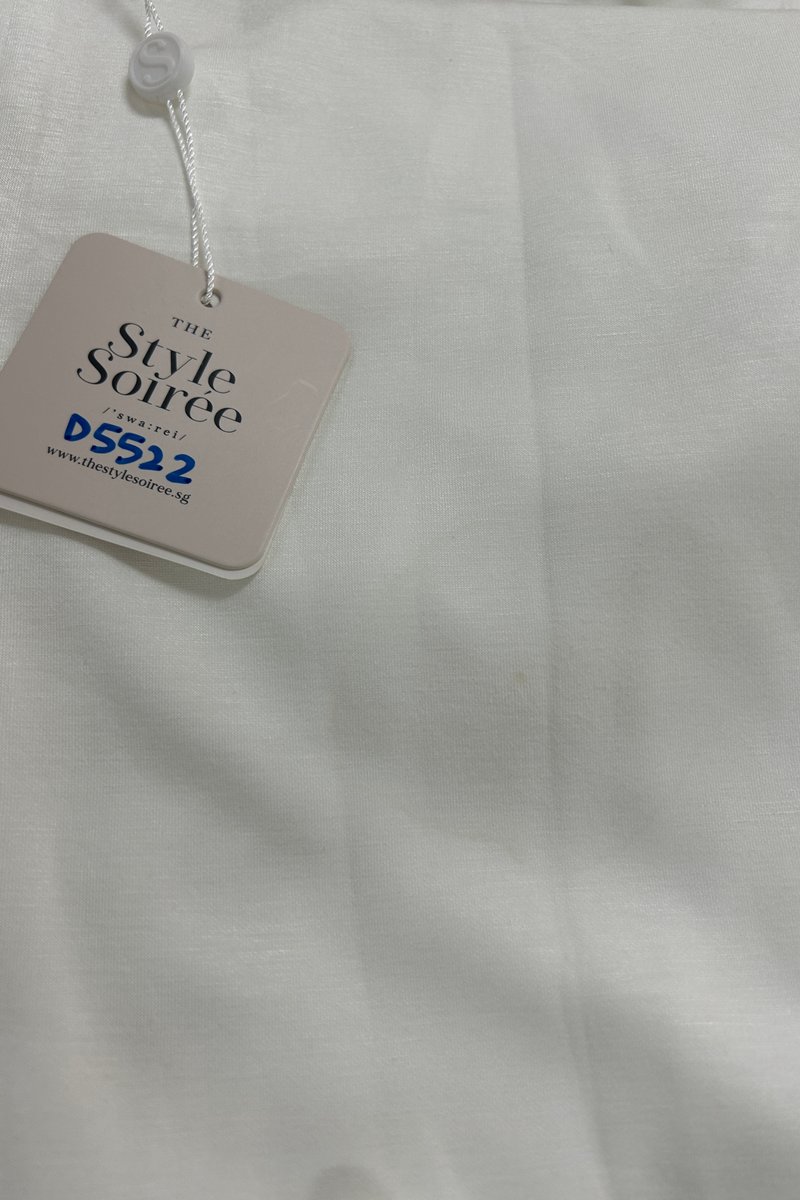 S
THE
Style
Soirée
/'swa:rei/
D5522
www.thestylesoiree.sg